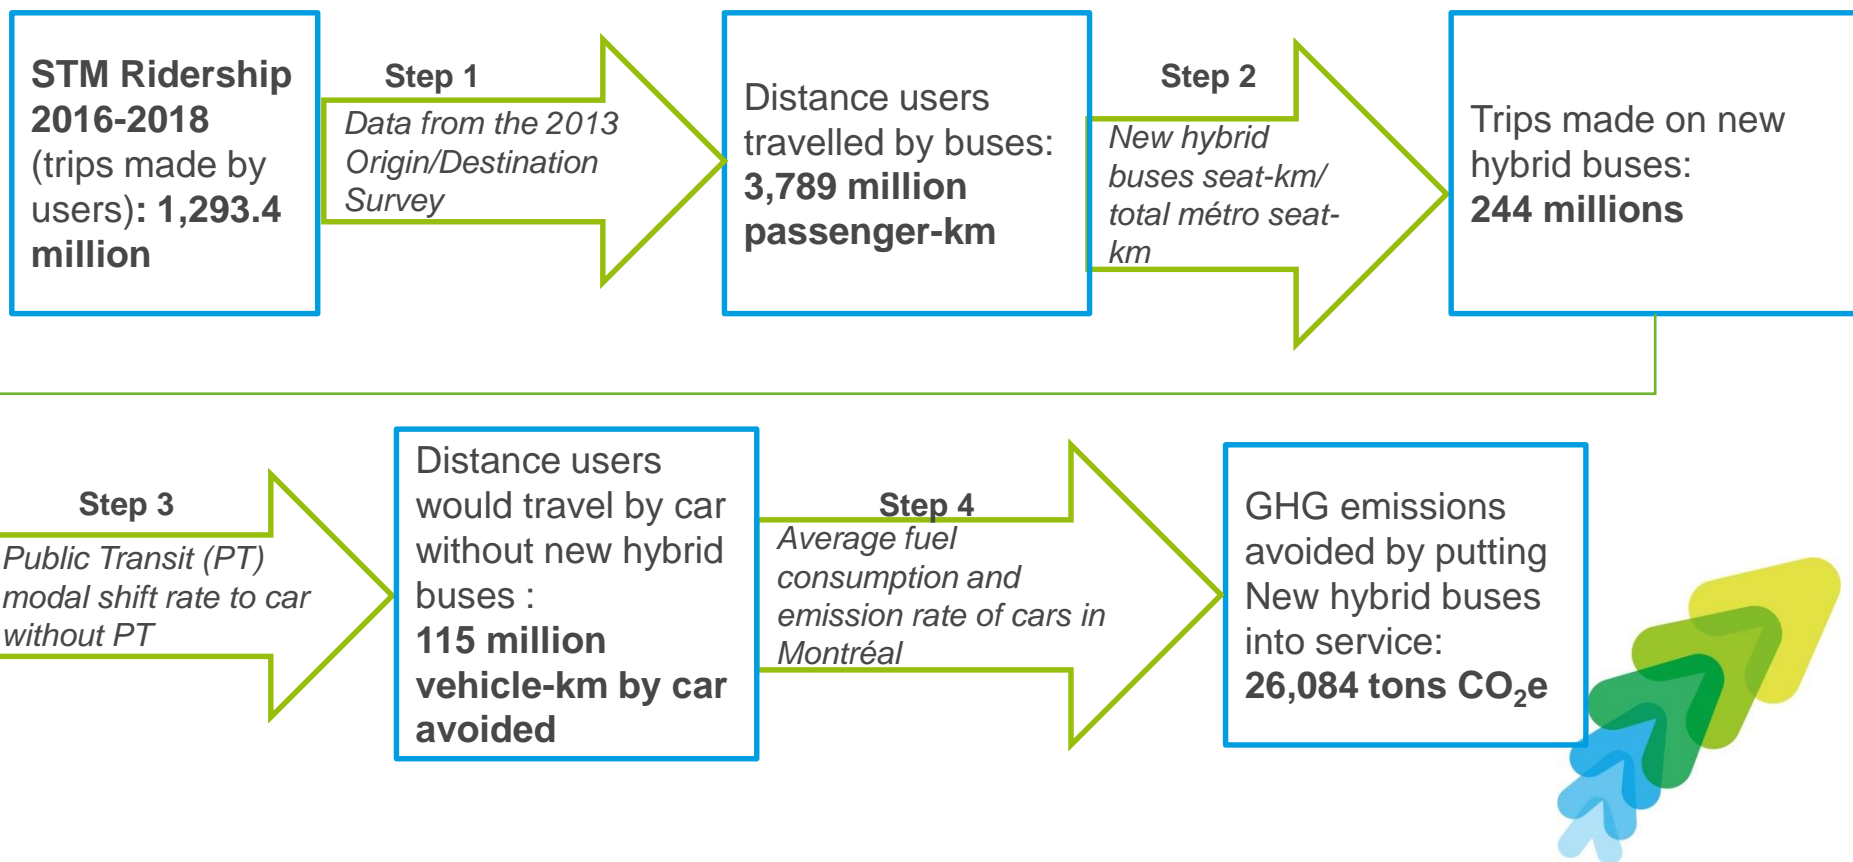 STM Ridership
2016-2018
(trips made by
users): 1,293.4
million
Step 1
Data from the 2013
Origin/Destination
Survey
Distance users
travelled by buses:
3,789 million
passenger-km
Step 2
New hybrid
buses seat-km/
total métro seat-
km
Trips made on new
hybrid buses:
244 millions
Step 3
Public Transit (PT)
modal shift rate to car
without PT
Distance users
would travel by car
without new hybrid
buses :
115 million
vehicle-km by car
avoided
Step 4
Average fuel
consumption and
emission rate of cars in
Montréal
GHG emissions
avoided by putting
New hybrid buses
into service:
26,084 tons CO₂e